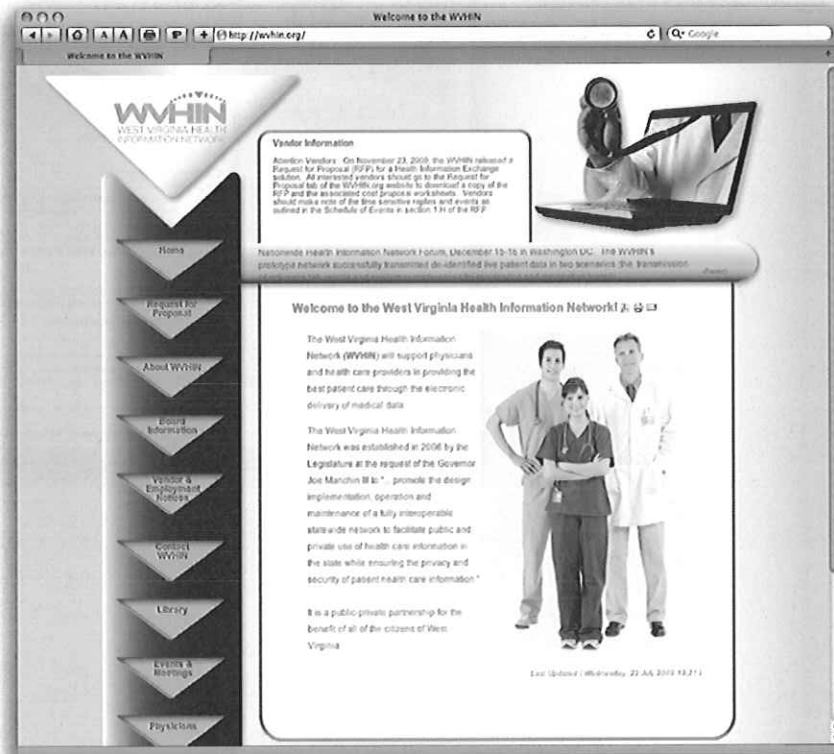 Welcome to the WVHIN
A A
http://wvhin.org/
Google
Welcome to the WVHIN
WVHIN
WEST VIRGINIA HEALTH
INFORMATION NETWORK
Vendor Information
Attention Vendors: On November 23, 2009, the WVHIN released a
Request for Proposal (RFP) for a Health Information Exchange
solution. All interested vendors should go to the Request for
Proposal tab of the WVHIN.org website to download a copy of the
RFP and the associated cost proposal worksheets. Vendors
should make note of the time sensitive replies and events as
outlined in the Schedule of Events in section 1.H of the RFP
Nationwide Health Information Network Forum, December 15-16 in Washington DC. The WVHIN's
prototype network successfully transmitted de-identified live patient data in two scenarios (the transmission
Home
Request for
Proposal
About WVHIN
Board
Information
Vendor &
Employment
Notices
Contact
WVHIN
Library
Events &
Meetings
Physicians
Welcome to the West Virginia Health Information Network!
The West Virginia Health Information
Network (WVHIN) will support physicians
and health care providers in providing the
best patient care through the electronic
delivery of medical data
The West Virginia Health Information
Network was established in 2006 by the
Legislature at the request of the Governor
Joe Manchin III to "... promote the design
implementation, operation and
maintenance of a fully interoperable
statewide network to facilitate public and
private use of health care information in
the state while ensuring the privacy and
security of patient health care information."
It is a public-private partnership for the
benefit of all of the citizens of West
Virginia
Last Updated ( Wednesday, 22 July 2009